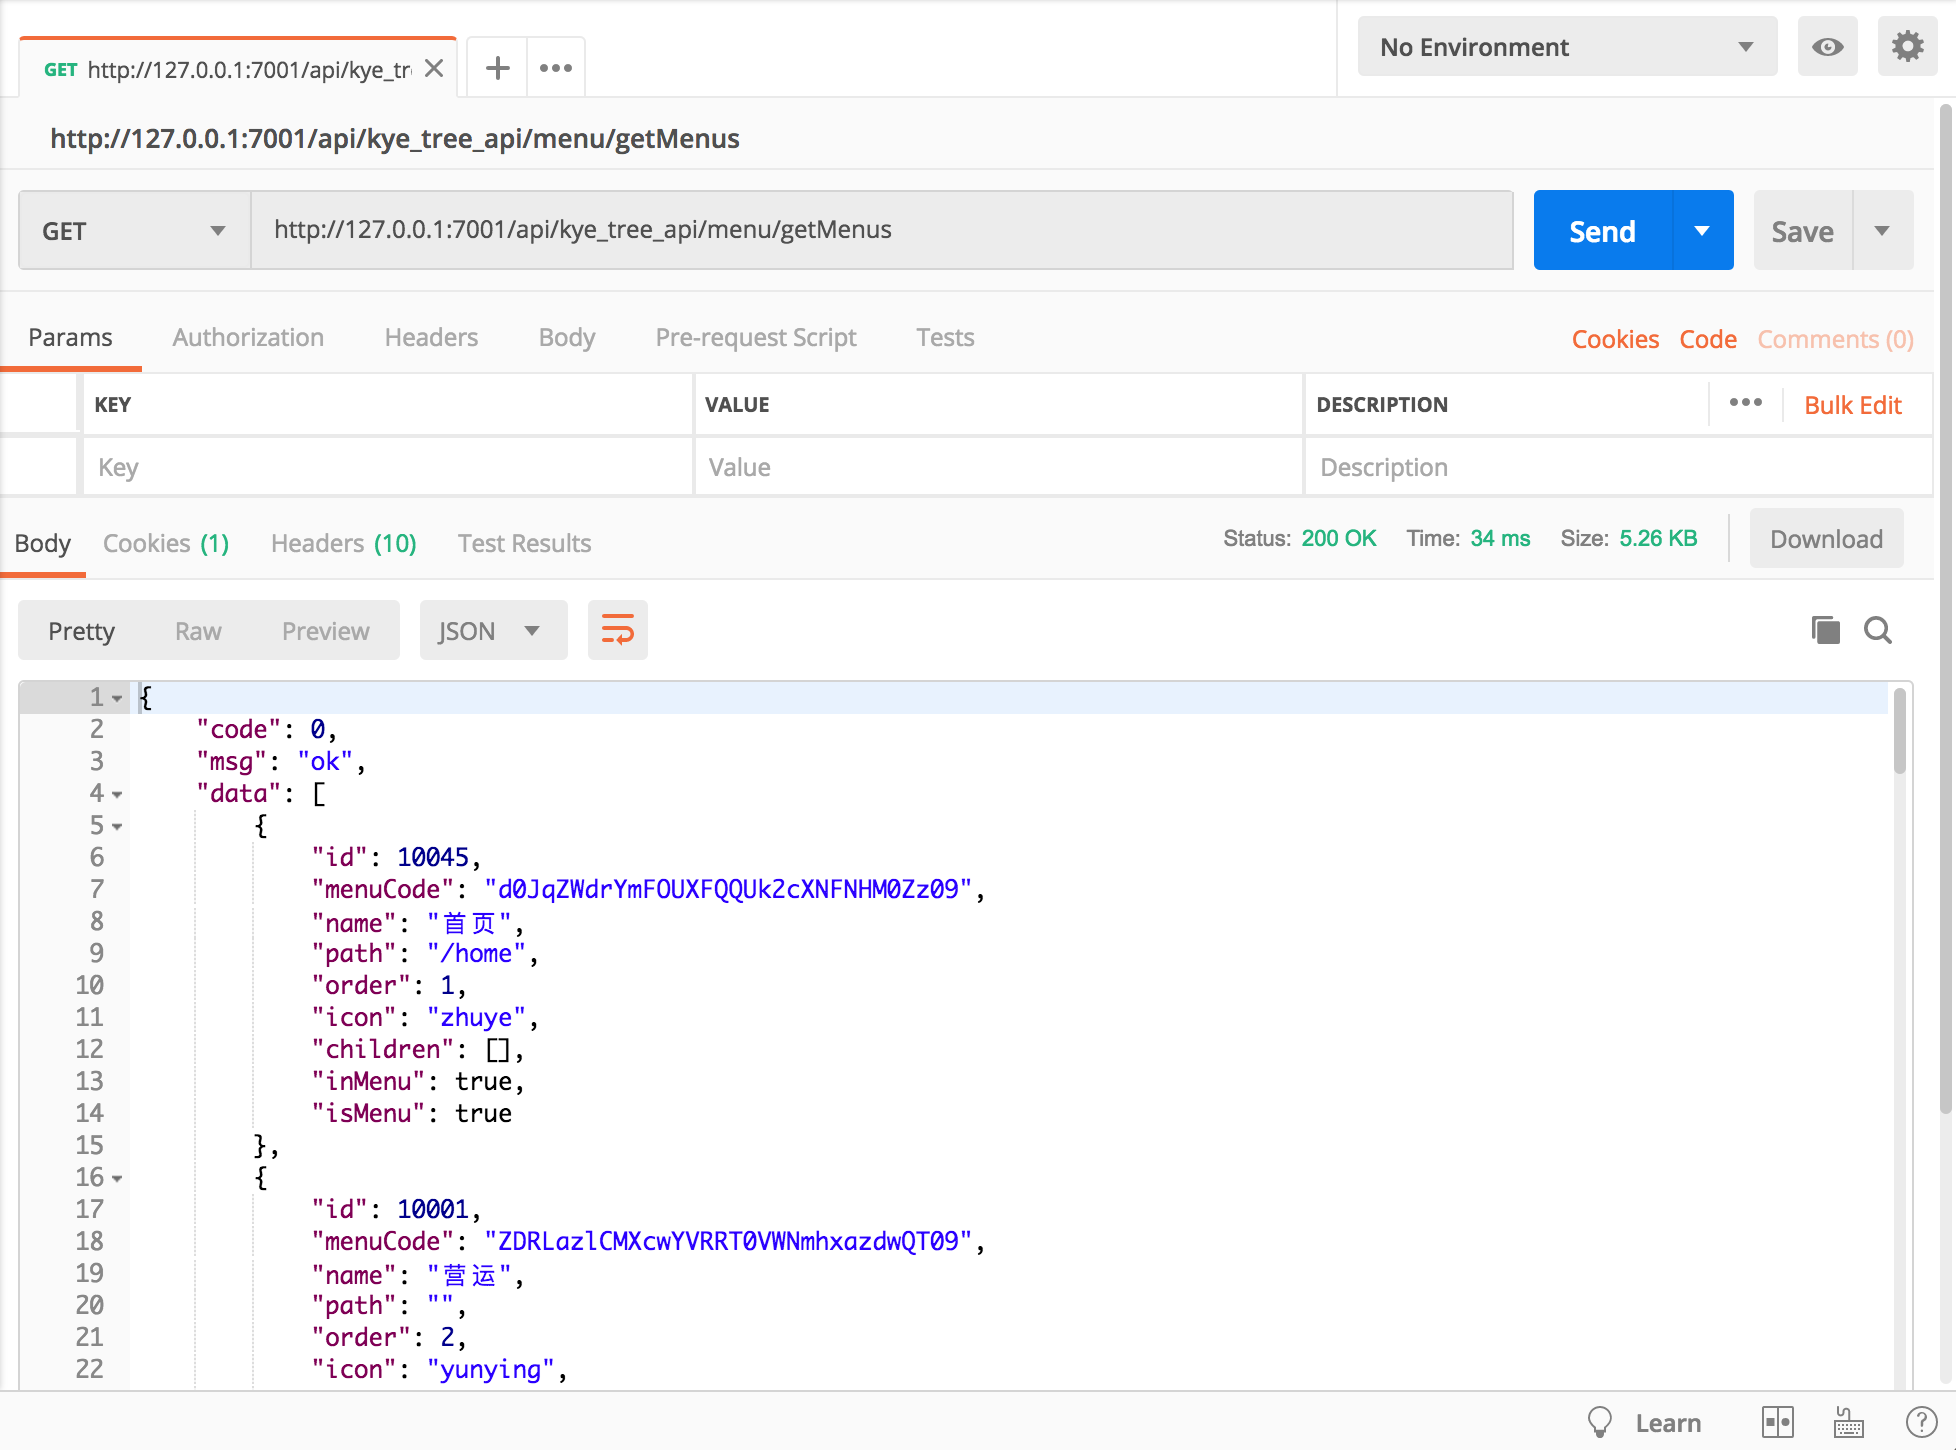 GET http://127.0.0.1:7001/api/kye_tr
No Environment
http://127.0.0.1:7001/api/kye_tree_api/menu/getMenus
GET http://127.0.0.1:7001/api/kye_tree_api/menu/getMenus Send Save
Params Authorization Headers Body Pre-request Script Tests Cookies Code Comments (0)
KEY VALUE DESCRIPTION Bulk Edit
Key Value Description
Body Cookies (1) Headers (10) Test Results Status: 200 OK Time: 34 ms Size: 5.26 KB Download
Pretty Raw Preview JSON
1 {
2 "code": 0,
3 "msg": "ok",
4 "data": [
5 {
6 "id": 10045,
7 "menuCode": "d0JqZWdrYmFOUXFQQUk2cXNFNHM0Zz09",
8 "name": "首页",
9 "path": "/home",
10 "order": 1,
11 "icon": "zhuye",
12 "children": [],
13 "inMenu": true,
14 "isMenu": true
15 },
16 {
17 "id": 10001,
18 "menuCode": "ZDRLazlCMXcwYVRRT0VWNmhxazdwQT09",
19 "name": "营运",
20 "path": "",
21 "order": 2,
22 "icon": "yunying",
Learn